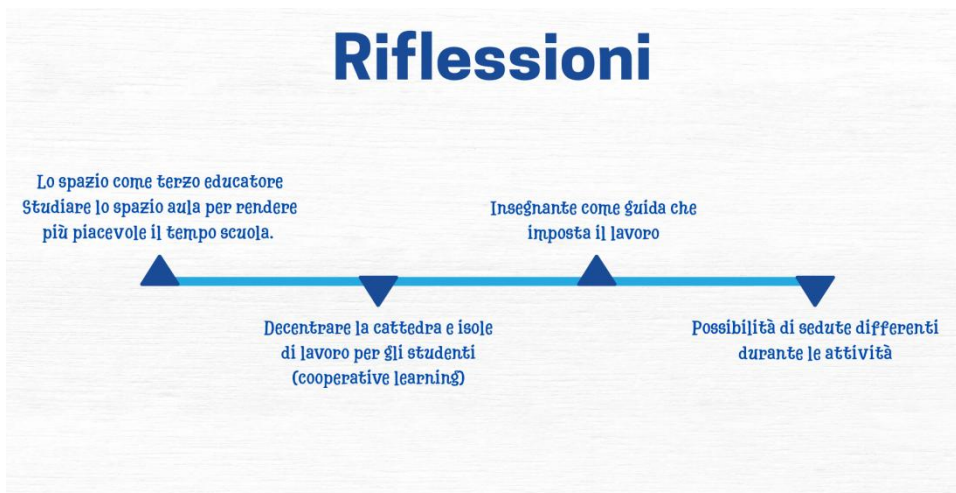 Riflessioni
Lo spazio come terzo educatore
Studiare lo spazio aula per rendere
più piacevole il tempo scuola.
Decentrare la cattedra e isole
di lavoro per gli studenti
(cooperative learning)
Insegnante come guida che
imposta il lavoro
Possibilità di sedute differenti
durante le attività